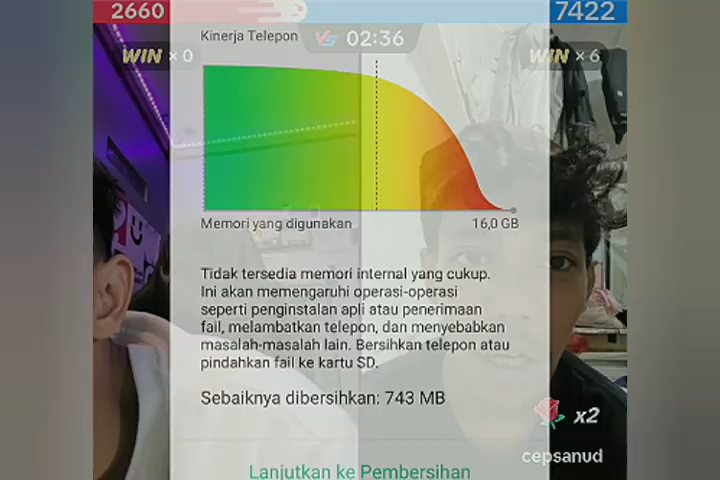 2660
7422
Kinerja Telepon
VS 02:36
WIN × 0
WIN × 6
Memori yang digunakan
16,0 GB
Tidak tersedia memori internal yang cukup.
Ini akan memengaruhi operasi-operasi
seperti penginstalan apli atau penerimaan
fail, melambatkan telepon, dan menyebabkan
masalah-masalah lain. Bersihkan telepon atau
pindahkan fail ke kartu SD.
Sebaiknya dibersihkan: 743 MB
x2
cepsanud
Lanjutkan ke Pembersihan